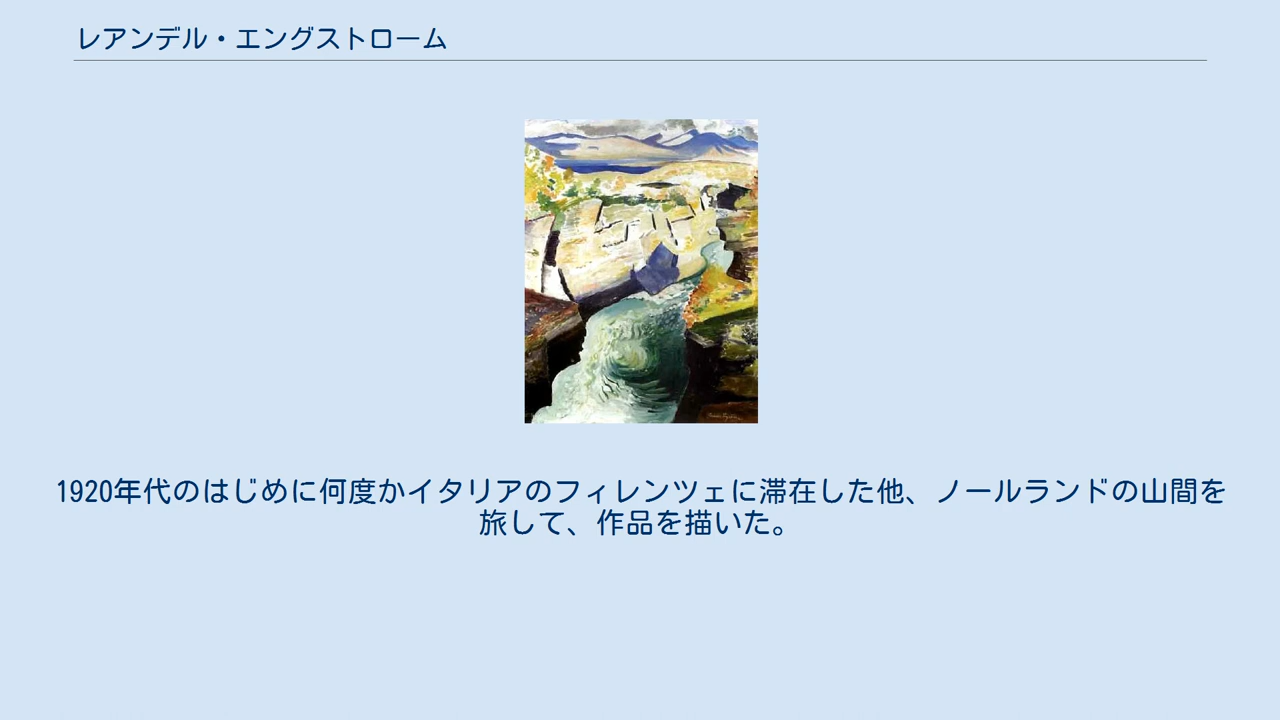 レアンデル・エングストローム
1920年代のはじめに何度かイタリアのフィレンツェに滞在した他、ノールランドの山間を
旅して、作品を描いた。